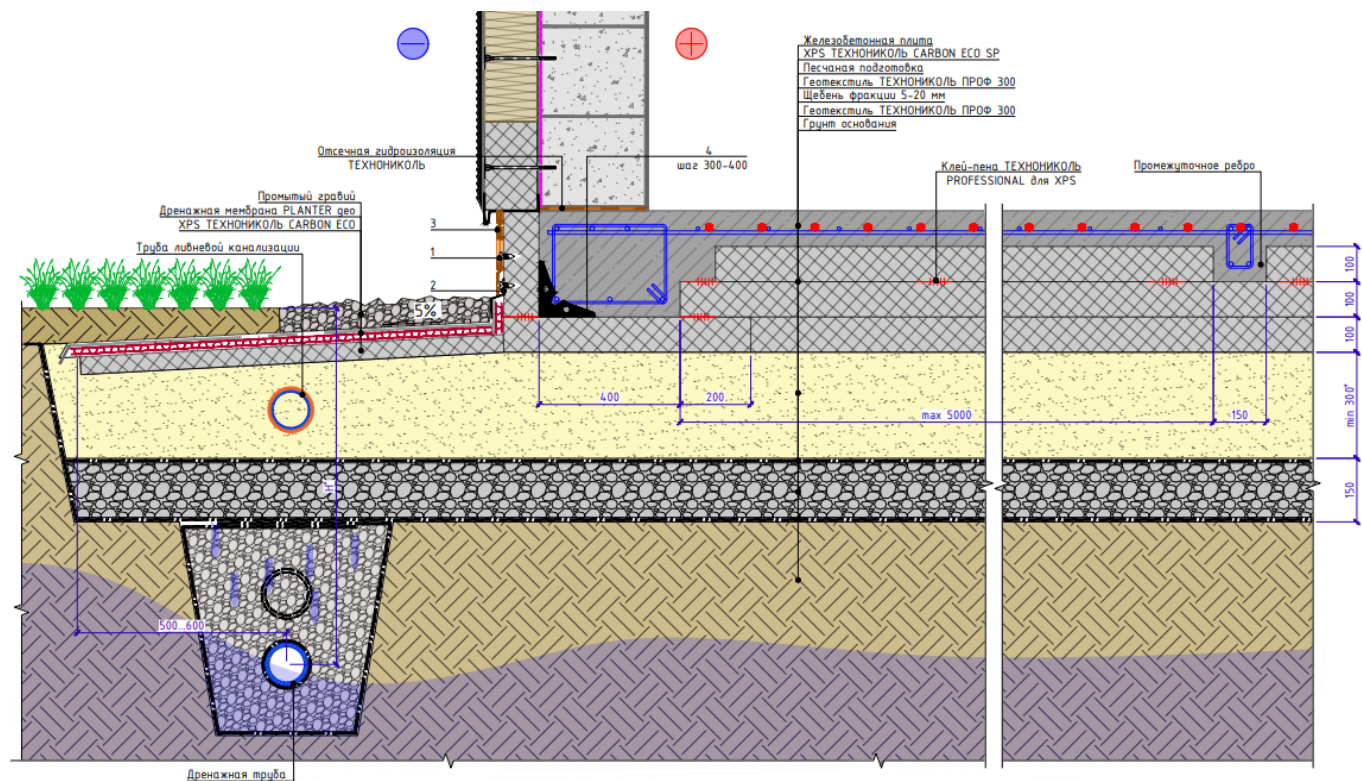 Железобетонная плита
XPS ТЕХНОНИКОЛЬ CARBON ECO SP
Песчаная подготовка
Геотекстиль ТЕХНОНИКОЛЬ ПРОФ 300
Щебень фракции 5-20 мм
Геотекстиль ТЕХНОНИКОЛЬ ПРОФ 300
Грунт основания
Отсечная гидроизоляция
ТЕХНОНИКОЛЬ
4
шаг 300-400
Клей-пена ТЕХНОНИКОЛЬ
PROFESSIONAL для XPS
Промежуточное ребро
Промытый гравий
Дренажная мембрана PLANTER geo
XPS ТЕХНОНИКОЛЬ CARBON ECO
Труба ливневой канализации
3
1
2
5%
100
100
100
400
200
max 5000
150
min 300*
150
H*
500...600
Дренажная труба